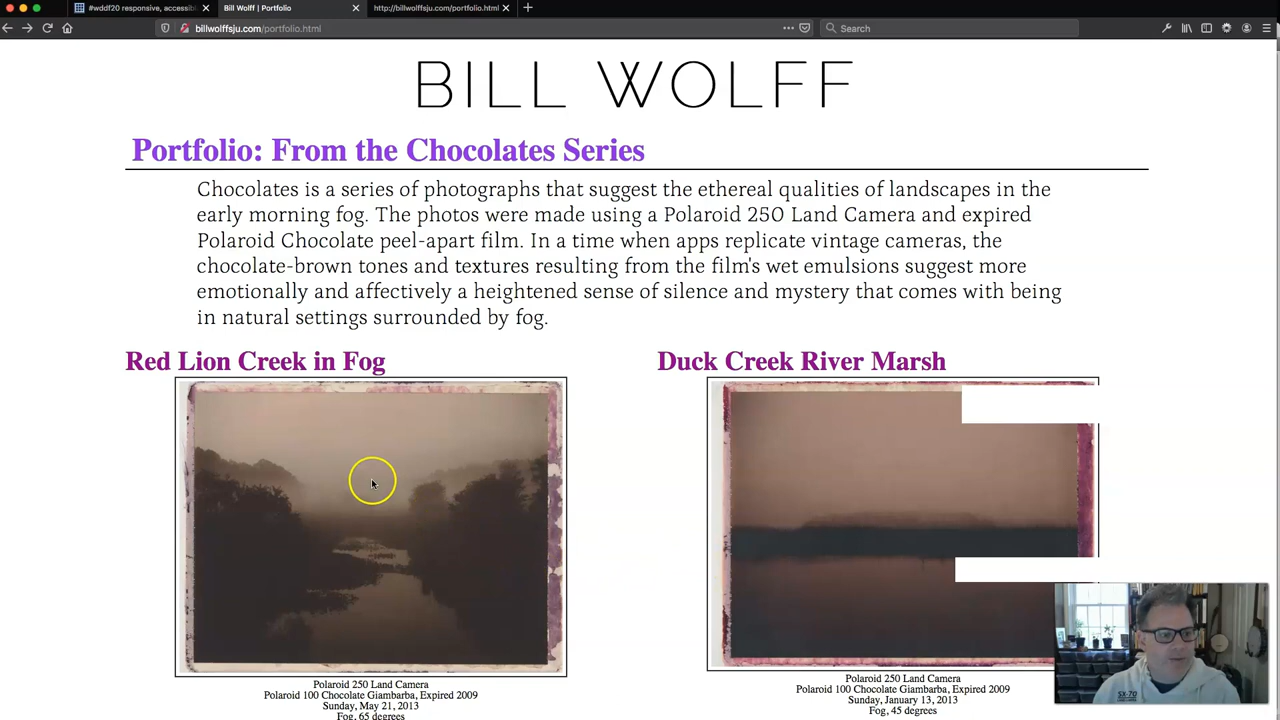 #wddf20 responsive, accessibl
Bill Wolff | Portfolio
http://billwolffsju.com/portfolio.html
billwolffsju.com/portfolio.html
Search
BILL WOLFF
Portfolio: From the Chocolates Series
Chocolates is a series of photographs that suggest the ethereal qualities of landscapes in the
early morning fog. The photos were made using a Polaroid 250 Land Camera and expired
Polaroid Chocolate peel-apart film. In a time when apps replicate vintage cameras, the
chocolate-brown tones and textures resulting from the film's wet emulsions suggest more
emotionally and affectively a heightened sense of silence and mystery that comes with being
in natural settings surrounded by fog.
Red Lion Creek in Fog
Polaroid 250 Land Camera
Polaroid 100 Chocolate Giambarba, Expired 2009
Sunday, May 21, 2013
Fog, 65 degrees
Duck Creek River Marsh
Polaroid 250 Land Camera
Polaroid 100 Chocolate Giambarba, Expired 2009
Sunday, January 13, 2013
Fog, 45 degrees
SX-70